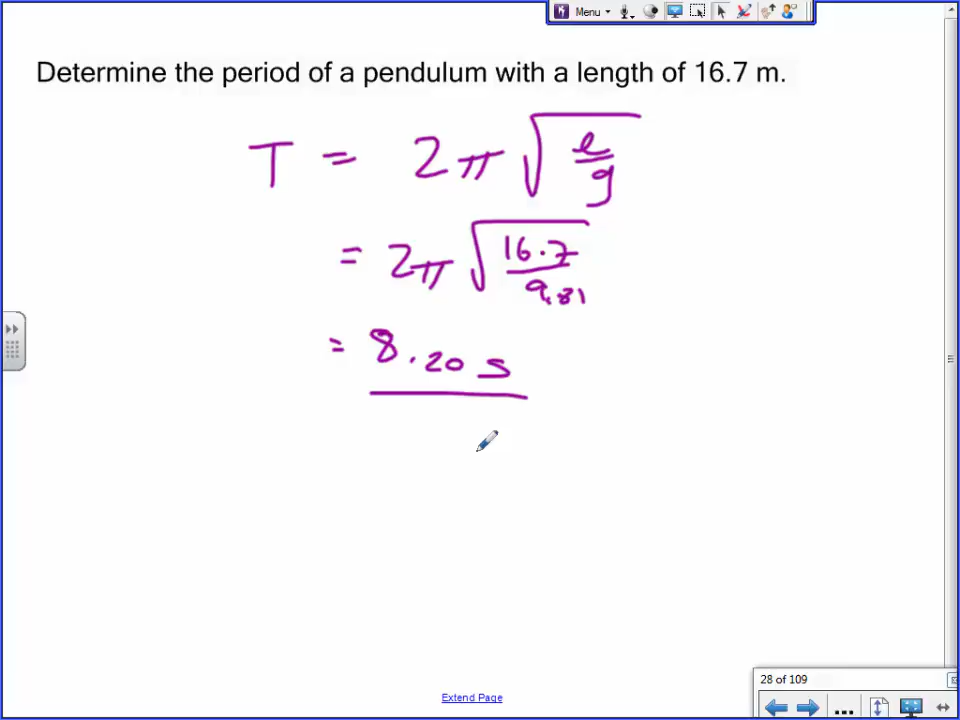 Menu
Determine the period of a pendulum with a length of 16.7 m.
T = 2π √(l/g)
= 2π √(16.7/9.81)
= 8.20 s
Extend Page
28 of 109
...